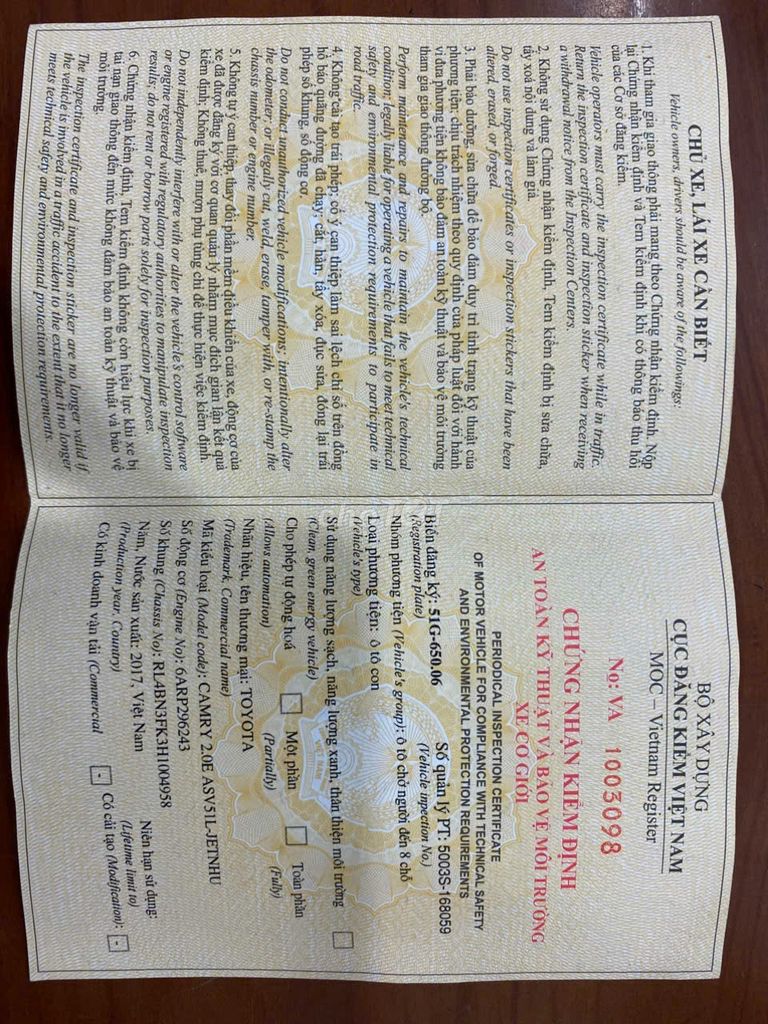 CHỦ XE, LÁI XE CẦN BIẾT
Vehicle owners, drivers should be aware of the followings:
1. Khi tham gia giao thông phải mang theo Chứng nhận kiểm định. Nộp
lại Chứng nhận kiểm định và Tem kiểm định khi có thông báo thu hồi
của các Cơ sở đăng kiểm.
Vehicle operators must carry the inspection certificate while in traffic.
Return the inspection certificate and inspection sticker when receiving
a withdrawal notice from the Inspection Centers.
2. Không sử dụng Chứng nhận kiểm định, Tem kiểm định bị sửa chữa,
tẩy xoá nội dung và làm giả.
Do not use inspection certificates or inspection stickers that have been
altered, erased, or forged.
3. Phải bảo dưỡng, sửa chữa để bảo đảm duy trì tình trạng kỹ thuật của
phương tiện; chịu trách nhiệm theo quy định của pháp luật đối với hành
vi đưa phương tiện không bảo đảm an toàn kỹ thuật và bảo vệ môi trường
tham gia giao thông đường bộ.
Perform maintenance and repairs to maintain the vehicle's technical
condition; legally liable for operating a vehicle that fails to meet technical
safety and environmental protection requirements to participate in
road traffic.
4. Không cải tạo trái phép; cố ý can thiệp làm sai lệch chỉ số trên đồng
hồ báo quãng đường đã chạy; cắt, hàn, tẩy xóa, đục sửa, đóng lại trái
phép số khung, số động cơ.
Do not conduct unauthorized vehicle modifications; intentionally alter
the odometer; or illegally cut, weld, erase, tamper with, or re-stamp the
chassis number or engine number.
5. Không tự ý can thiệp, thay đổi phần mềm điều khiển của xe, động cơ của
xe đã được đăng ký với cơ quan quản lý nhằm mục đích gian lận kết quả
kiểm định; Không thuê, mượn phụ tùng chỉ để thực hiện việc kiểm định.
Do not independently interfere with or alter the vehicle's control software
or engine registered with regulatory authorities to manipulate inspection
results; do not rent or borrow parts solely for inspection purposes.
6. Chứng nhận kiểm định, Tem kiểm định không còn hiệu lực khi xe bị
tai nạn giao thông đến mức không đảm bảo an toàn kỹ thuật và bảo vệ
môi trường.
The inspection certificate and inspection sticker are no longer valid if
the vehicle is involved in a traffic accident to the extent that it no longer
meets technical safety and environmental protection requirements.
BỘ XÂY DỰNG
CỤC ĐĂNG KIỂM VIỆT NAM
MOC – Vietnam Register
No: VA 1003098
CHỨNG NHẬN KIỂM ĐỊNH
AN TOÀN KỸ THUẬT VÀ BẢO VỆ MÔI TRƯỜNG
XE CƠ GIỚI
PERIODICAL INSPECTION CERTIFICATE
OF MOTOR VEHICLE FOR COMPLIANCE WITH TECHNICAL SAFETY
AND ENVIRONMENTAL PROTECTION REQUIREMENTS
Biển đăng ký: 51G-650.06 Số quản lý PT: 5003S-168059
(Registration plate) (Vehicle inpection No.)
Nhóm phương tiện (Vehicle's group): ô tô chở người đến 8 chỗ
Loại phương tiện: ô tô con
(Vehicle's type)
Sử dụng năng lượng sạch, năng lượng xanh, thân thiện môi trường
(Clean, green energy vehicle)
Cho phép tự động hoá Một phần Toàn phần
(Allows automation) (Partially) (Fully)
Nhãn hiệu, tên thương mại: TOYOTA
(Trademark, Commercial name)
Mã kiểu loại (Model code): CAMRY 2.0E ASV51L-JETNHU
Số động cơ (Engine No): 6ARP296243
Số khung (Chassis No): RL4BN3FK3H1004958
Năm, Nước sản xuất: 2017, Việt Nam Niên hạn sử dụng:
(Production year, Country) (Lifetime limit to)
Có kinh doanh vận tải (Commercial - Có cải tạo (Modification): -